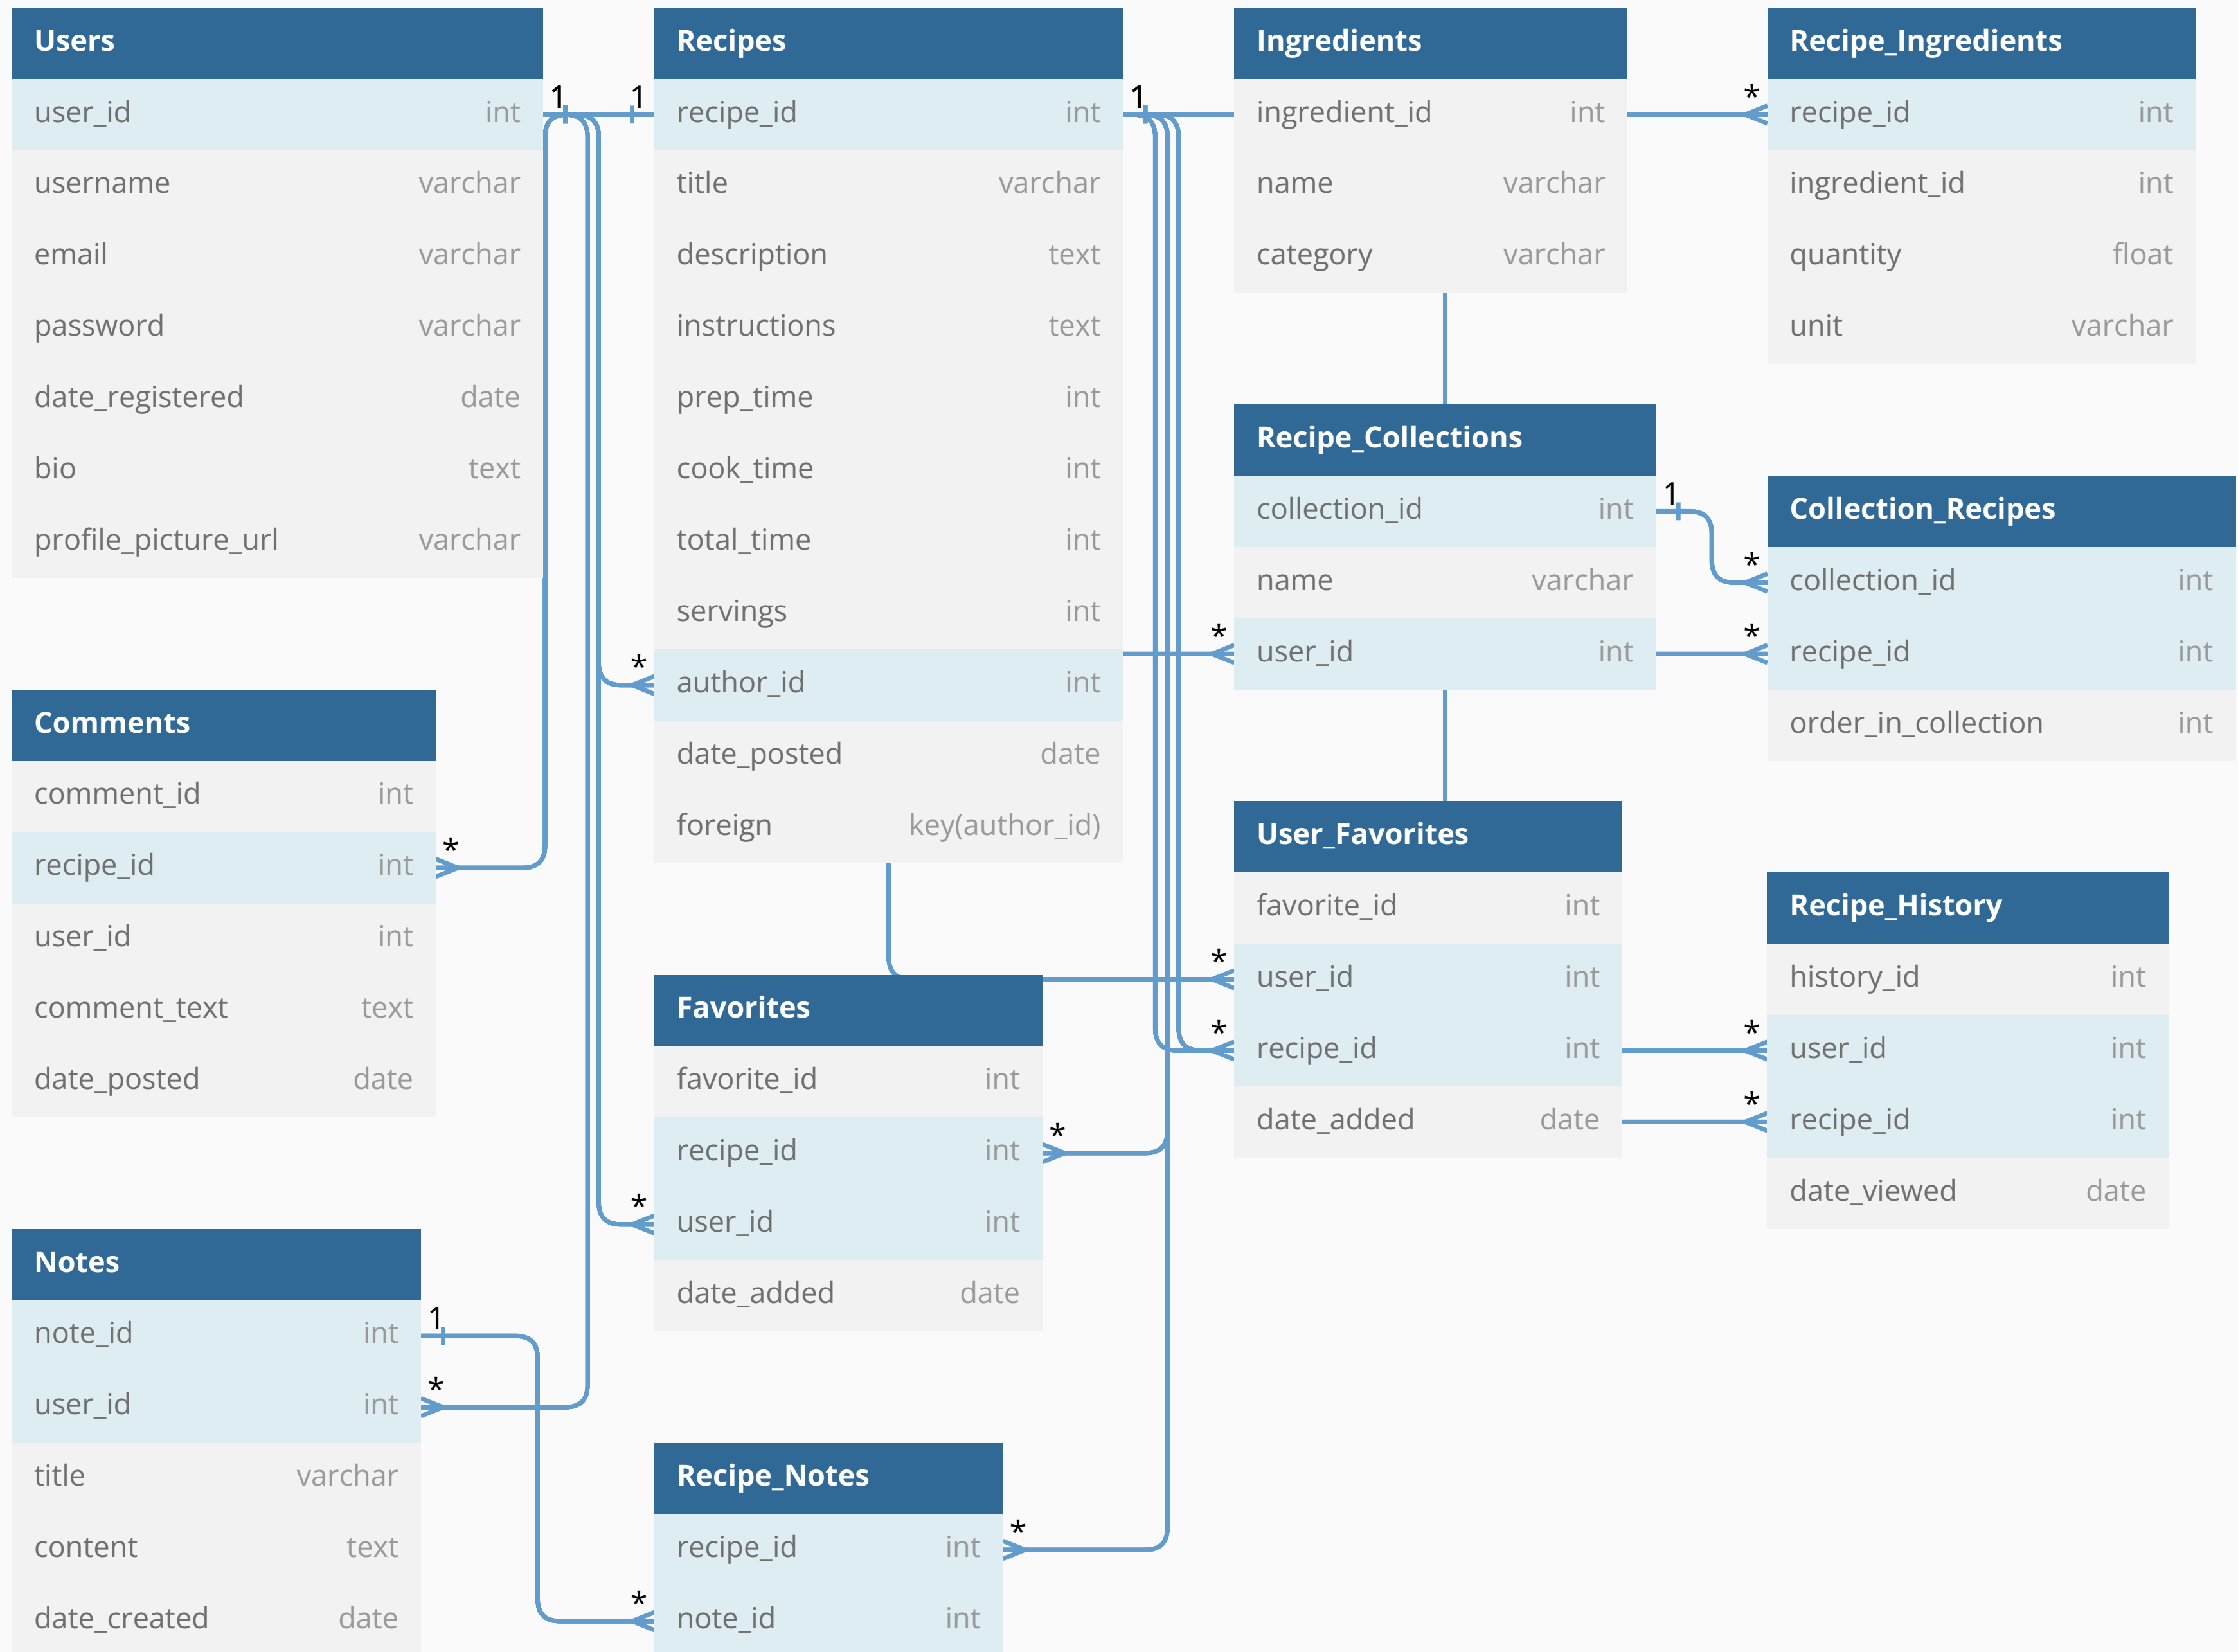 Users
user_id int
username varchar
email varchar
password varchar
date_registered date
bio text
profile_picture_url varchar
1
1
Recipes
recipe_id int
title varchar
description text
instructions text
prep_time int
cook_time int
total_time int
servings int
*
author_id int
date_posted date
foreign key(author_id)
1
Ingredients
ingredient_id int
name varchar
category varchar
*
Recipe_Ingredients
recipe_id int
ingredient_id int
quantity float
unit varchar
Recipe_Collections
collection_id int
name varchar
*
user_id int
1
Collection_Recipes
*
collection_id int
*
recipe_id int
order_in_collection int
Comments
comment_id int
*
recipe_id int
user_id int
comment_text text
date_posted date
Favorites
favorite_id int
*
recipe_id int
*
user_id int
date_added date
User_Favorites
favorite_id int
*
user_id int
*
recipe_id int
date_added date
Recipe_History
history_id int
*
user_id int
*
recipe_id int
date_viewed date
Notes
1
note_id int
*
user_id int
title varchar
content text
date_created date
Recipe_Notes
*
recipe_id int
*
note_id int